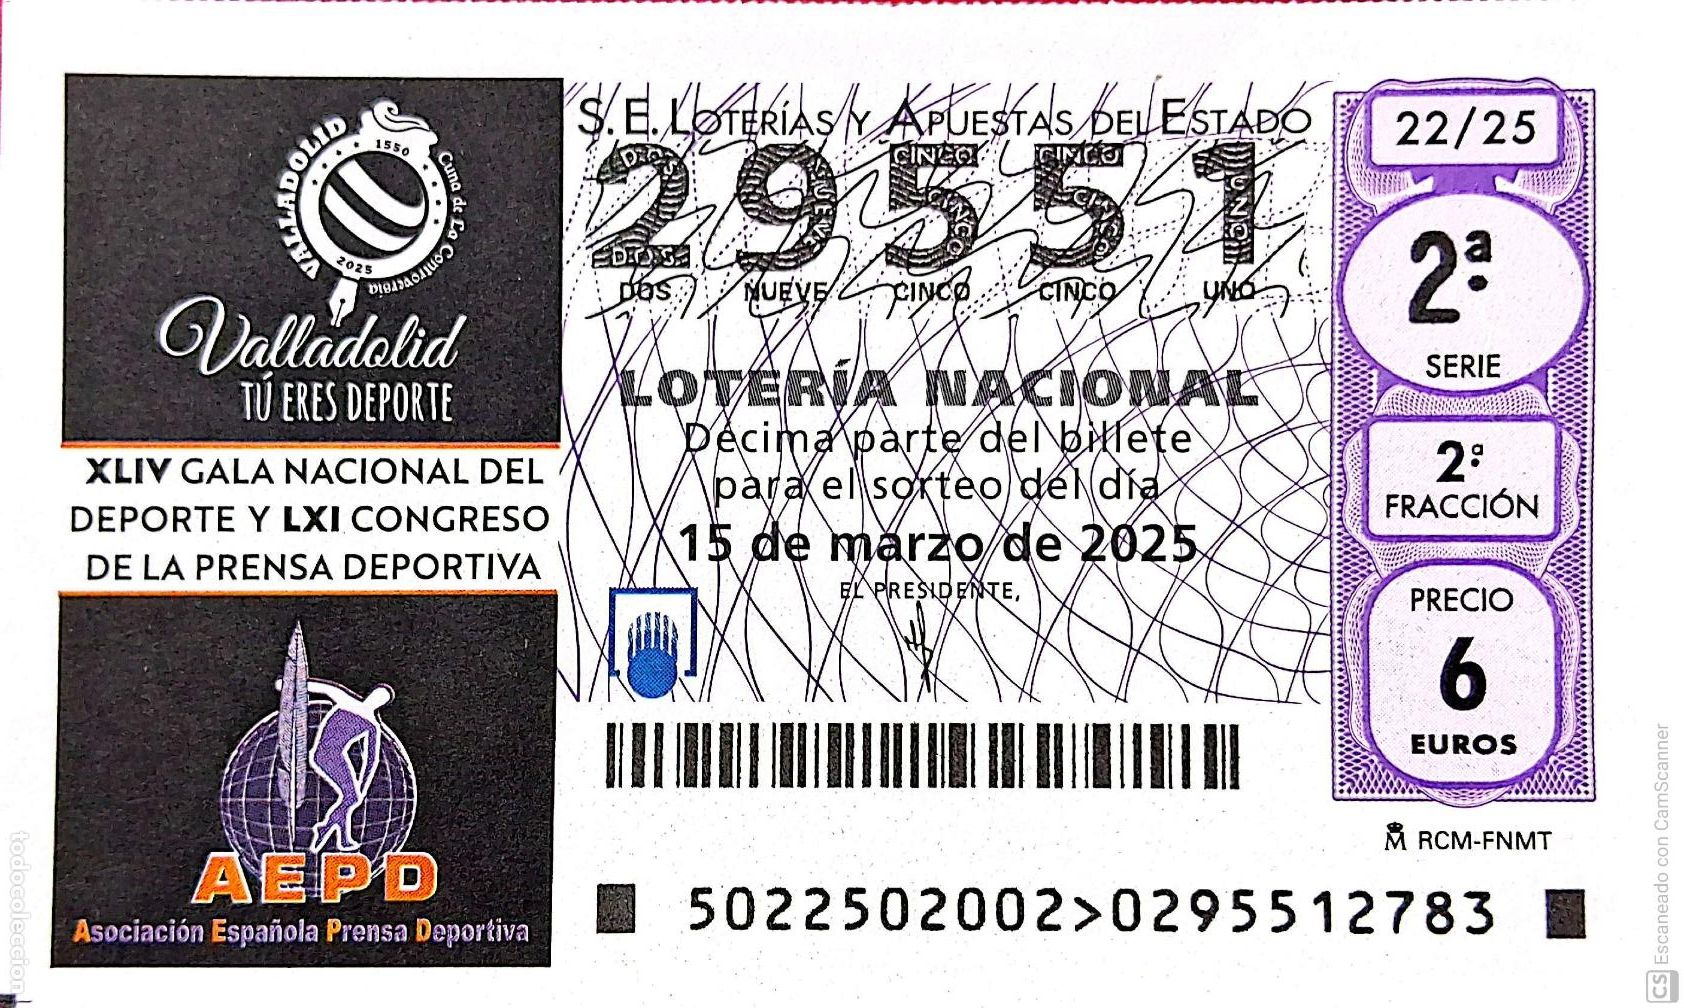 VALLADOLID
1550
Cuna de La Controversia
2025
Valladolid
TÚ ERES DEPORTE
XLIV GALA NACIONAL DEL
DEPORTE Y LXI CONGRESO
DE LA PRENSA DEPORTIVA
AEPD
Asociación Española Prensa Deportiva
S.E. LOTERÍAS Y APUESTAS DEL ESTADO
29551
DOS NUEVE CINCO CINCO UNO
LOTERÍA NACIONAL
Décima parte del billete
para el sorteo del día
15 de marzo de 2025
EL PRESIDENTE,
22/25
2ª
SERIE
2ª
FRACCIÓN
PRECIO
6
EUROS
RCM-FNMT
5022502002>0295512783
todocoleccion
CS Escaneado con CamScanner